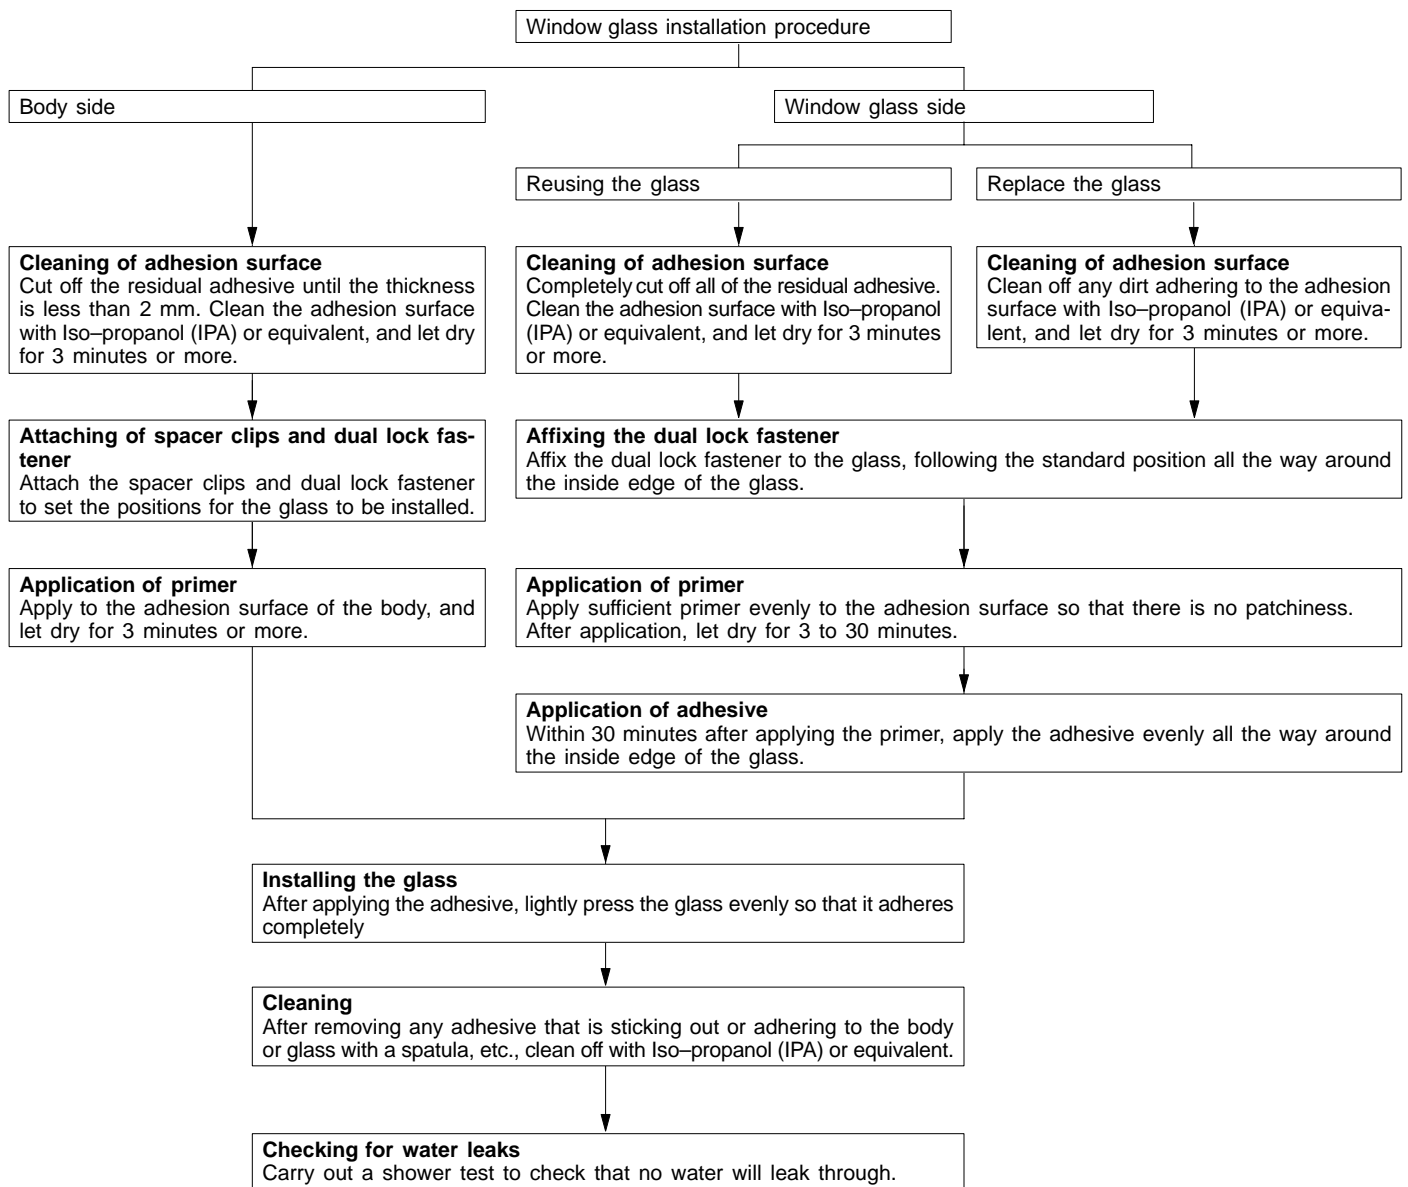 Window glass installation procedure
Body side
Window glass side
Reusing the glass
Replace the glass
Cleaning of adhesion surface
Cut off the residual adhesive until the thickness
is less than 2 mm. Clean the adhesion surface
with Iso–propanol (IPA) or equivalent, and let dry
for 3 minutes or more.
Cleaning of adhesion surface
Completely cut off all of the residual adhesive.
Clean the adhesion surface with Iso–propanol
(IPA) or equivalent, and let dry for 3 minutes
or more.
Cleaning of adhesion surface
Clean off any dirt adhering to the adhesion
surface with Iso–propanol (IPA) or equiva-
lent, and let dry for 3 minutes or more.
Attaching of spacer clips and dual lock fas-
tener
Attach the spacer clips and dual lock fastener
to set the positions for the glass to be installed.
Affixing the dual lock fastener
Affix the dual lock fastener to the glass, following the standard position all the way around
the inside edge of the glass.
Application of primer
Apply to the adhesion surface of the body, and
let dry for 3 minutes or more.
Application of primer
Apply sufficient primer evenly to the adhesion surface so that there is no patchiness.
After application, let dry for 3 to 30 minutes.
Application of adhesive
Within 30 minutes after applying the primer, apply the adhesive evenly all the way around
the inside edge of the glass.
Installing the glass
After applying the adhesive, lightly press the glass evenly so that it adheres
completely
Cleaning
After removing any adhesive that is sticking out or adhering to the body
or glass with a spatula, etc., clean off with Iso–propanol (IPA) or equivalent.
Checking for water leaks
Carry out a shower test to check that no water will leak through.